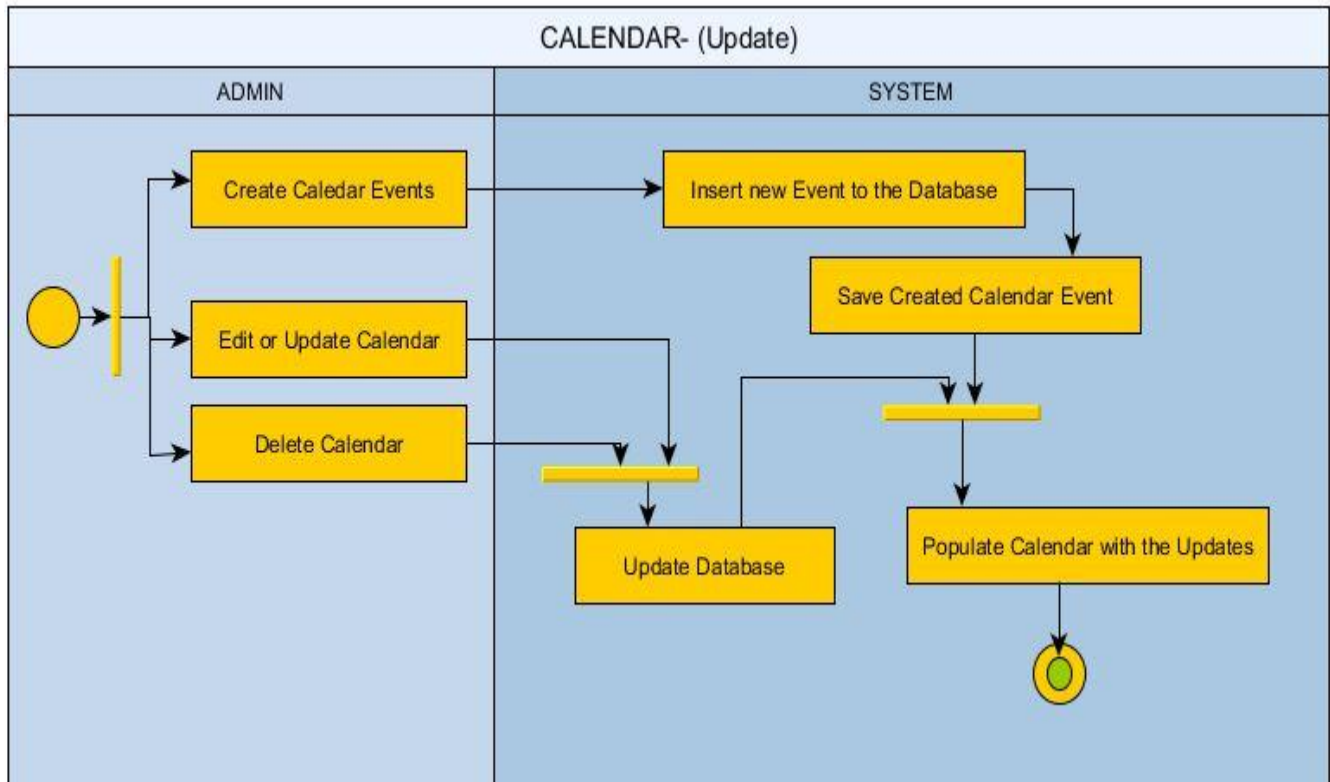 CALENDAR- (Update)
ADMIN
SYSTEM
Create Caledar Events
Insert new Event to the Database
Save Created Calendar Event
Edit or Update Calendar
Delete Calendar
Update Database
Populate Calendar with the Updates